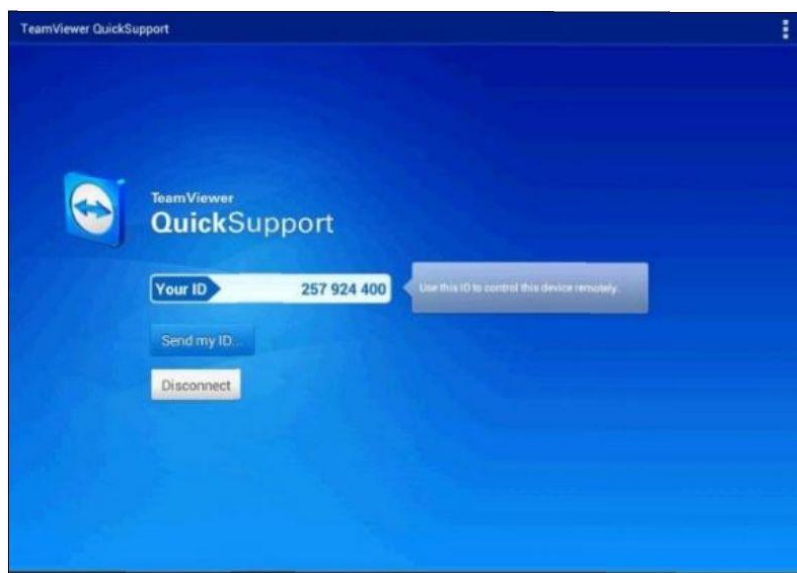 TeamViewer QuickSupport
TeamViewer
QuickSupport
Your ID 257 924 400
Use this ID to control this device remotely.
Send my ID...
Disconnect